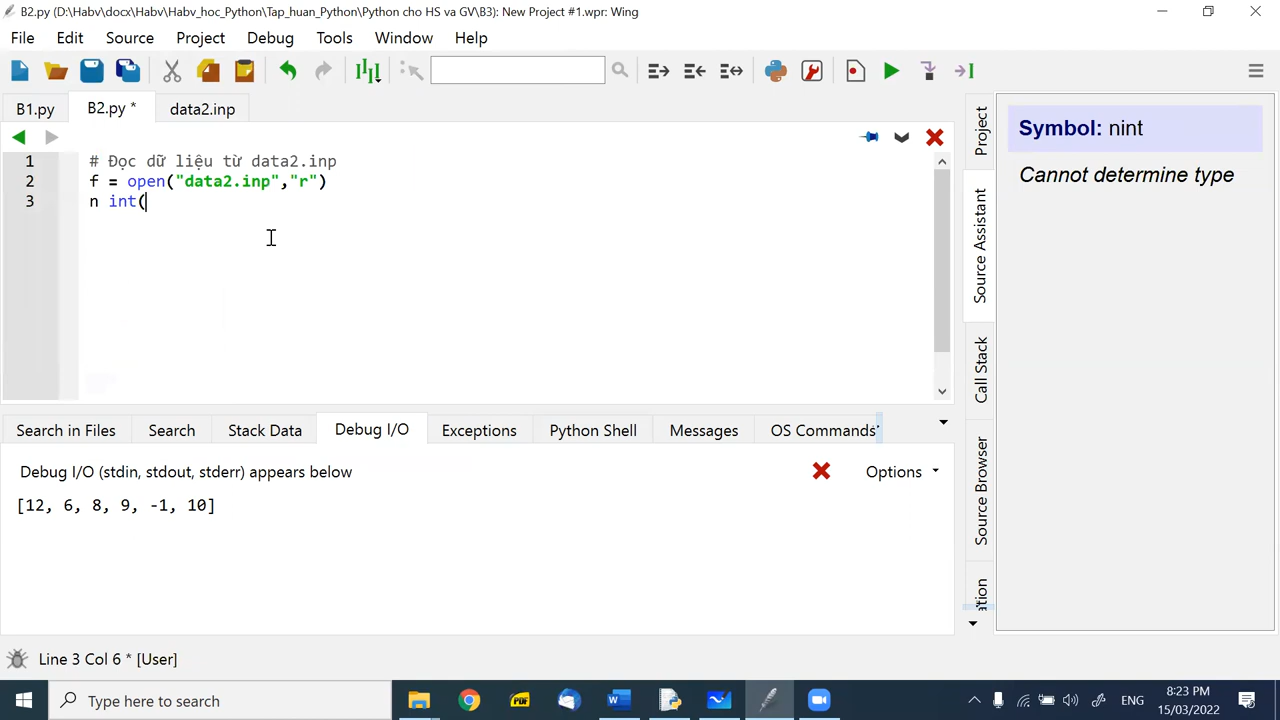 B2.py (D:\Habv\docx\Habv\Habv_hoc_Python\Tap_huan_Python\Python cho HS va GV\B3): New Project #1.wpr: Wing
File Edit Source Project Debug Tools Window Help
B1.py B2.py * data2.inp
1 # Đọc dữ liệu từ data2.inp
2 f = open("data2.inp","r")
3 n int(
Project
Source Assistant
Call Stack
Source Browser
Symbol: nint
Cannot determine type
Search in Files Search Stack Data Debug I/O Exceptions Python Shell Messages OS Commands
Debug I/O (stdin, stdout, stderr) appears below Options
[12, 6, 8, 9, -1, 10]
Line 3 Col 6 * [User]
Type here to search
PDF
ENG
8:23 PM
15/03/2022